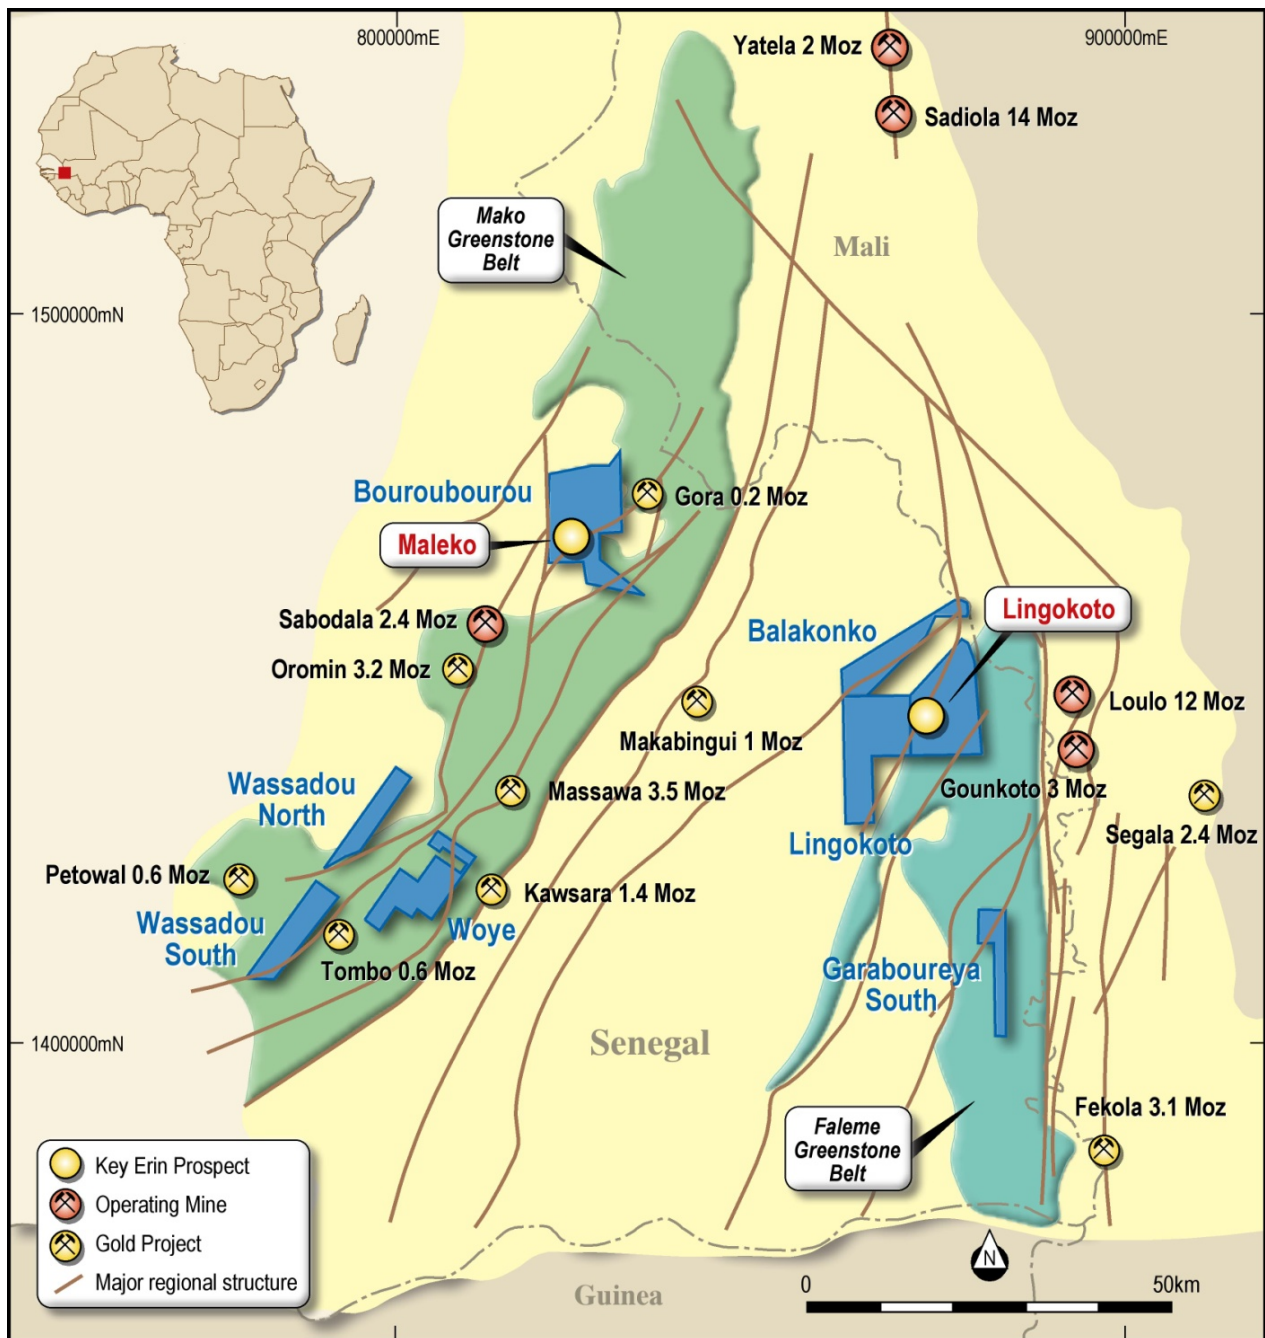 800000mE
900000mE
Yatela 2 Moz
Sadiola 14 Moz
Mako
Greenstone
Belt
Mali
1500000mN
Bouroubourou
Gora 0.2 Moz
Maleko
Sabodala 2.4 Moz
Oromin 3.2 Moz
Balakonko
Lingokoto
Makabingui 1 Moz
Loulo 12 Moz
Gounkoto 3 Moz
Wassadou
North
Massawa 3.5 Moz
Lingokoto
Segala 2.4 Moz
Petowal 0.6 Moz
Kawsara 1.4 Moz
Wassadou
South
Woye
Tombo 0.6 Moz
Garaboureya
South
1400000mN
Senegal
Faleme
Greenstone
Belt
Fekola 3.1 Moz
Key Erin Prospect
Operating Mine
Gold Project
Major regional structure
Guinea
N
0
50km